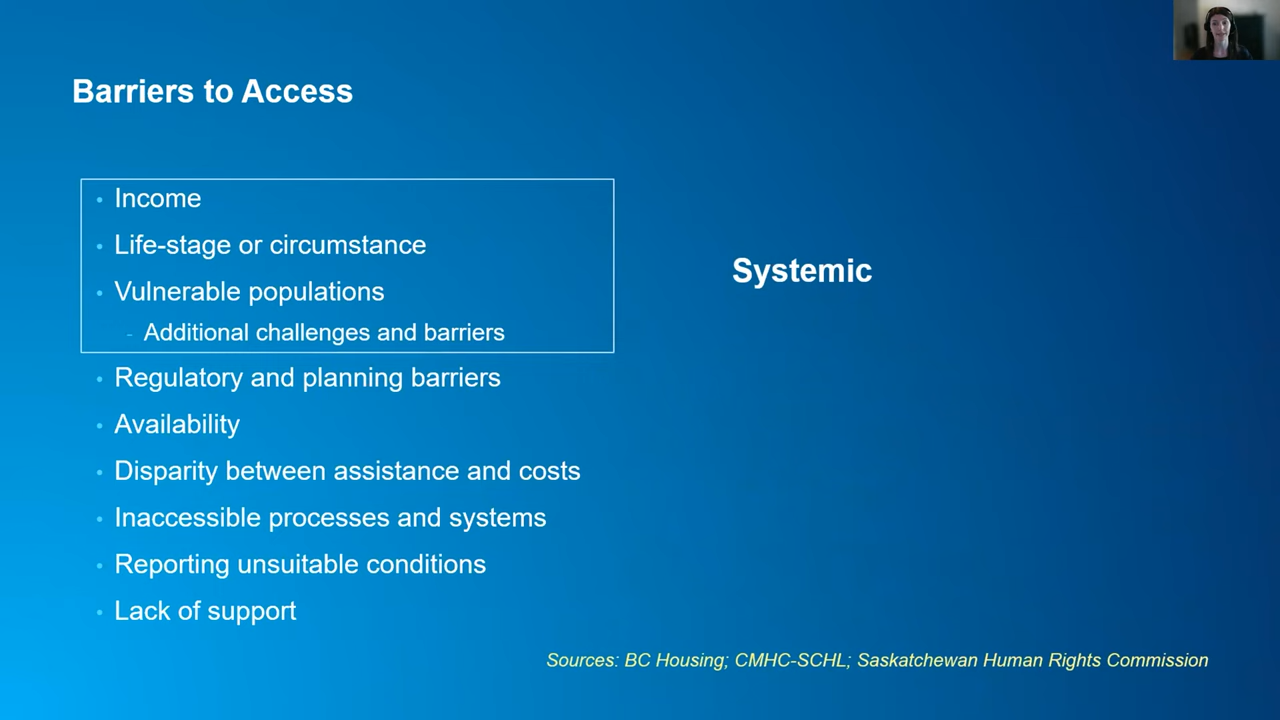 Barriers to Access
• Income
• Life-stage or circumstance
• Vulnerable populations
- Additional challenges and barriers
• Regulatory and planning barriers
• Availability
• Disparity between assistance and costs
• Inaccessible processes and systems
• Reporting unsuitable conditions
• Lack of support
Systemic
Sources: BC Housing; CMHC-SCHL; Saskatchewan Human Rights Commission